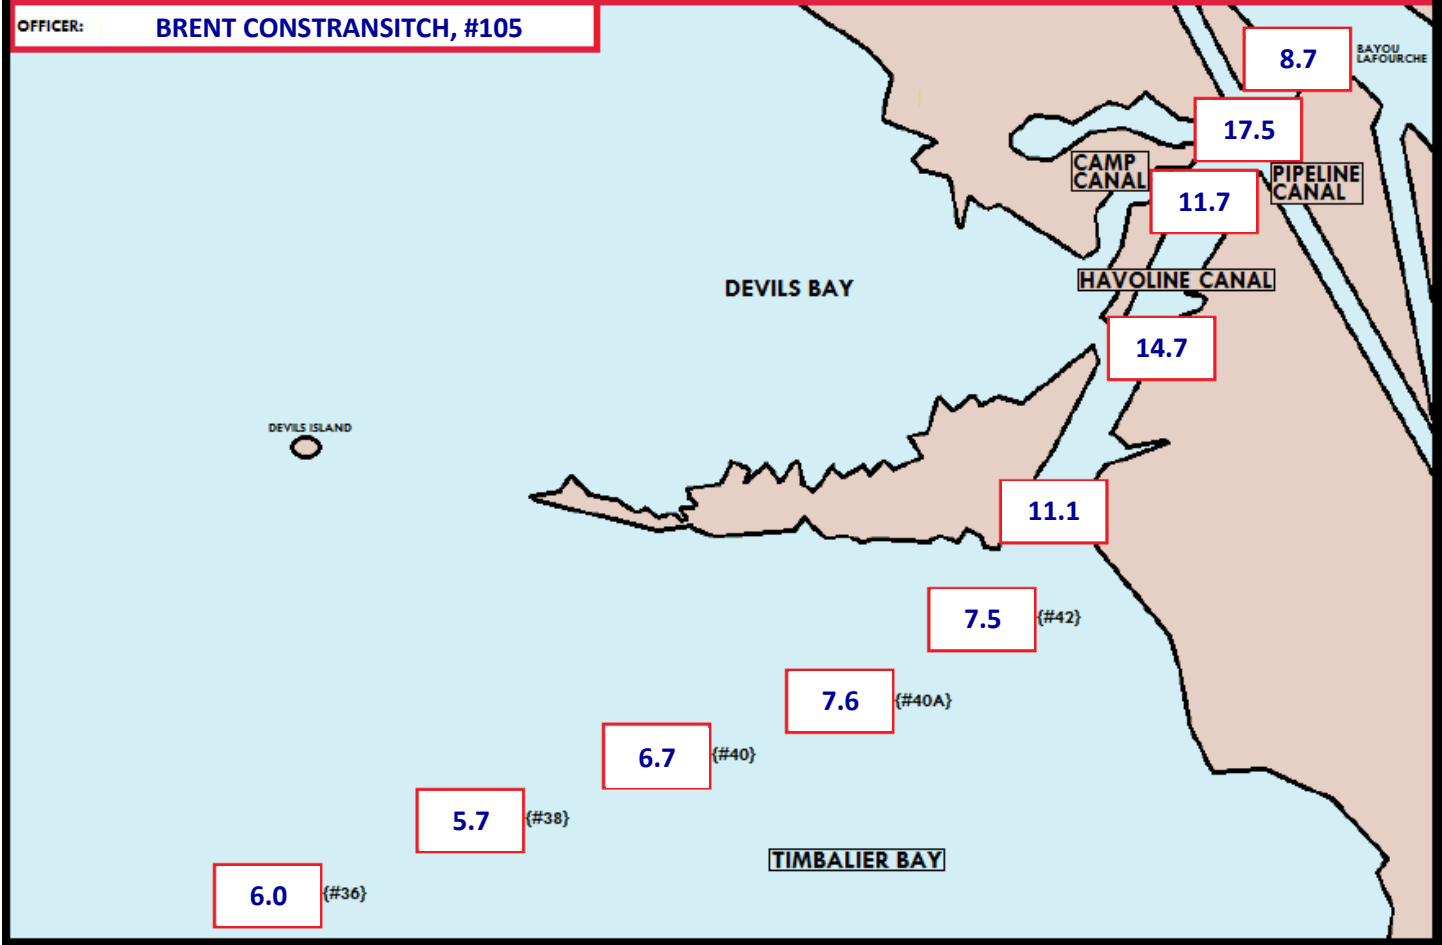 OFFICER: BRENT CONSTRANSITCH, #105
8.7
BAYOU
LAFOURCHE
17.5
CAMP
CANAL
PIPELINE
CANAL
11.7
HAVOLINE CANAL
DEVILS BAY
14.7
DEVILS ISLAND
11.1
7.5 {#42}
7.6 {#40A}
6.7 {#40}
5.7 {#38}
TIMBALIER BAY
6.0 {#36}